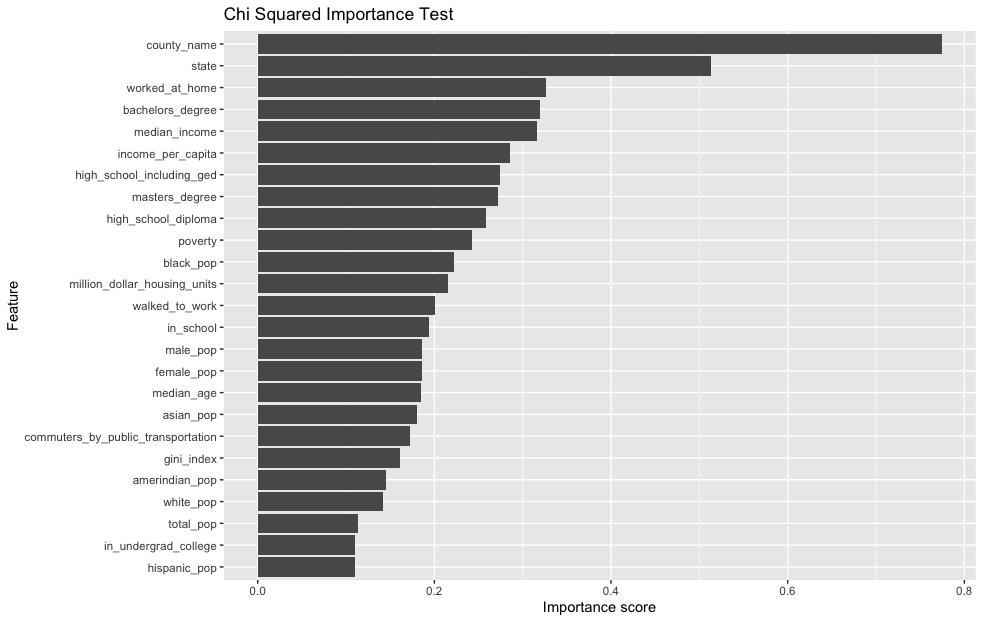 Chi Squared Importance Test
Feature
county_name
state
worked_at_home
bachelors_degree
median_income
income_per_capita
high_school_including_ged
masters_degree
high_school_diploma
poverty
black_pop
million_dollar_housing_units
walked_to_work
in_school
male_pop
female_pop
median_age
asian_pop
commuters_by_public_transportation
gini_index
amerindian_pop
white_pop
total_pop
in_undergrad_college
hispanic_pop
0.0 0.2 0.4 0.6 0.8
Importance score